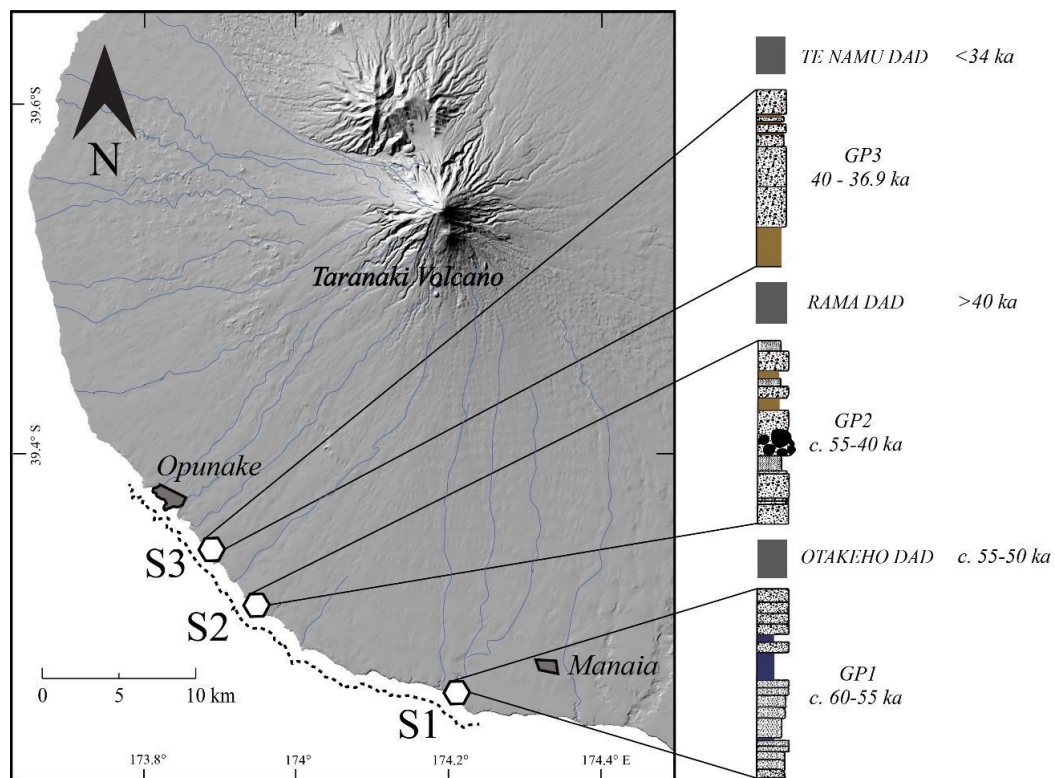 39.6°S
39.4° S
N
Taranaki Volcano
Opunake
S3
S2
S1
Manaia
0 5 10 km
173.8° 174° 174.2° 174.4° E
TE NAMU DAD <34 ka
GP3
40 - 36.9 ka
RAMA DAD >40 ka
GP2
c. 55-40 ka
OTAKEHO DAD c. 55-50 ka
GP1
c. 60-55 ka